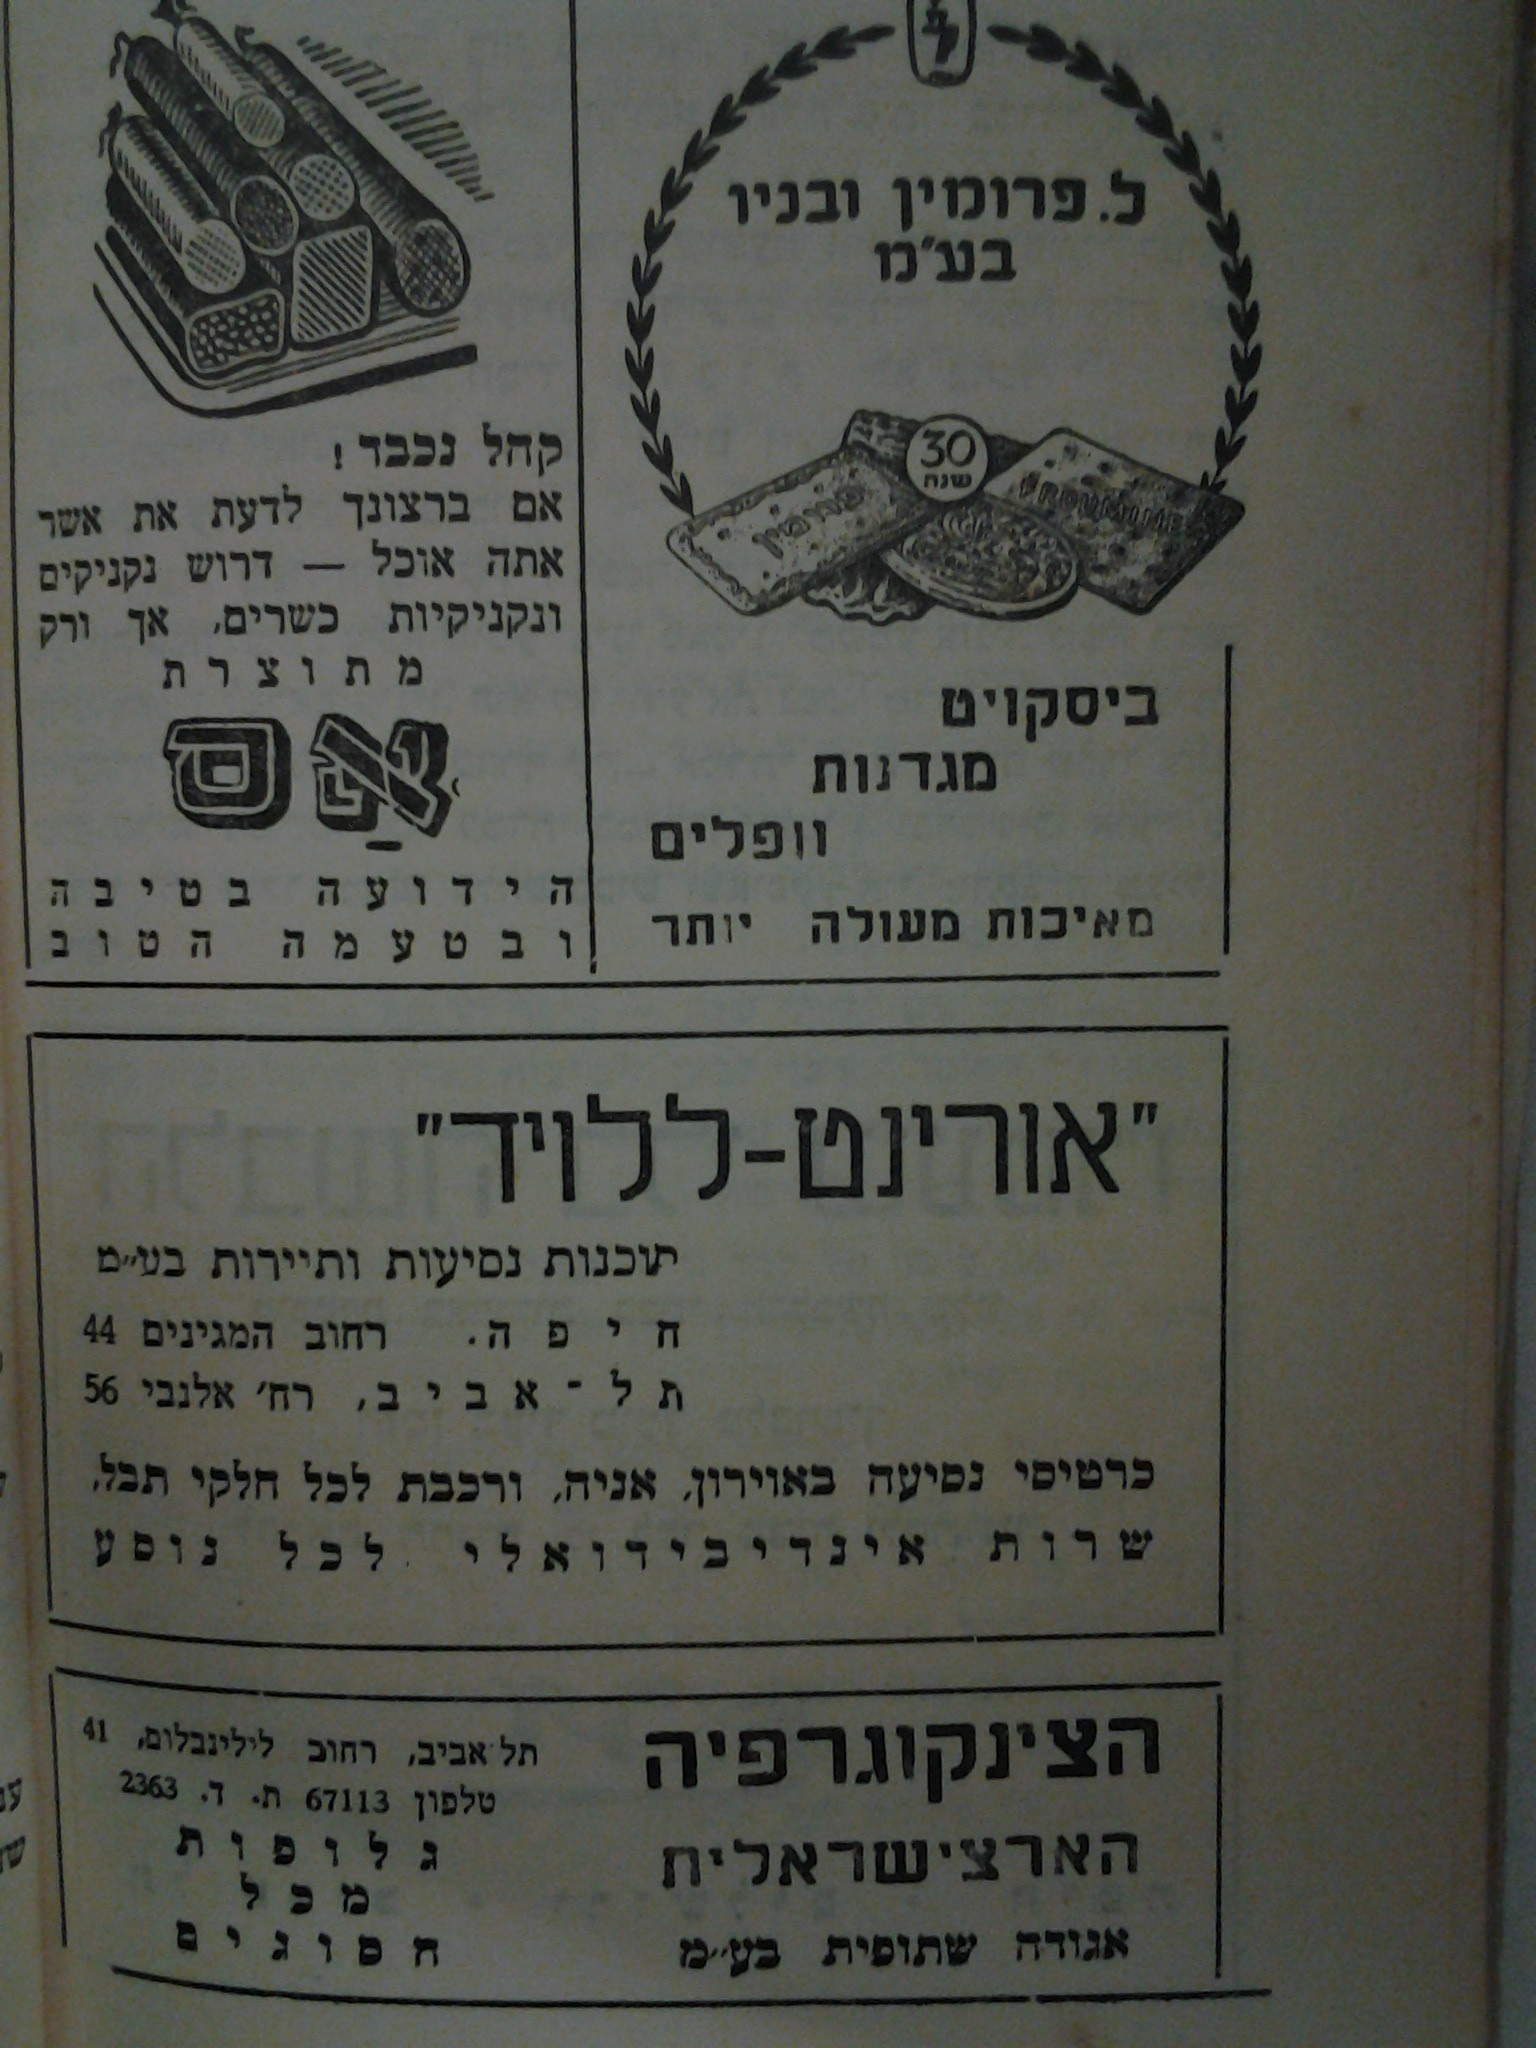 ל. פרומין ובניו
בע"מ
30
שנה
פרומין
FROUMINE
ביסקויט
מגדנות
וופלים
מאיכות מעולה יותר
קהל נכבד!
אם ברצונך לדעת את אשר
אתה אוכל — דרוש נקניקים
ונקניקיות כשרים, אך ורק
מתוצרת
הידועה בטיבה
ובטעמה הטוב
"אורינט-ללויד"
תוכנות נסיעות ותיירות בע"מ
חיפה. רחוב המגינים 44
תל-אביב, רח' אלנבי 56
כרטיסי נסיעה באוירון, אניה, ורכבת לכל חלקי תבל,
שרות אינדיבידואלי לכל נוסע
הצינקוגרפיה
הארצישראלית
אגודה שתופית בע"מ
תל אביב, רחוב לילינבלום, 41
טלפון 67113 ת. ד. 2363
גלופות
מכל
הסוגים